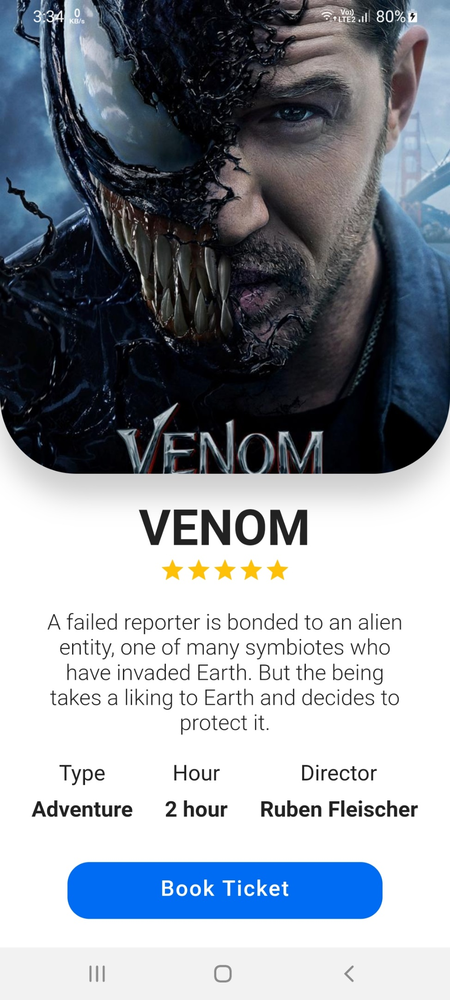 3:34 0 KB/s Vo)) LTE2 80%
VENOM
VENOM
A failed reporter is bonded to an alien
entity, one of many symbiotes who
have invaded Earth. But the being
takes a liking to Earth and decides to
protect it.
Type Hour Director
Adventure 2 hour Ruben Fleischer
Book Ticket